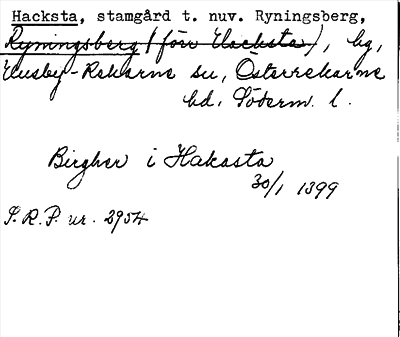 Hacksta, stamgård t. nuv. Ryningsberg,
Ryningsberg (förr Hacksta), hg,
Husby-Rekarne sn, Österrekarne
hd. Söderm. l.
Birgher i Hakasta
30/1 1399
S.R.P. nr. 2954